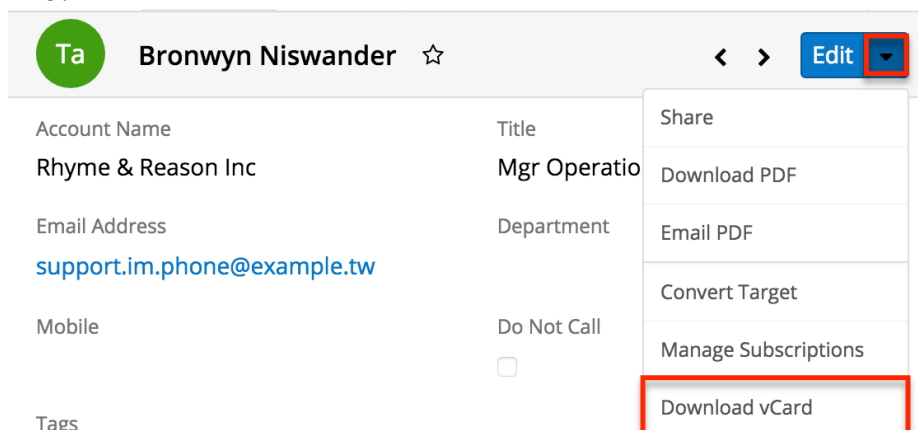 Ta
Bronwyn Niswander
Edit
Account Name
Title
Share
Rhyme & Reason Inc
Mgr Operatio
Download PDF
Email Address
Department
Email PDF
support.im.phone@example.tw
Convert Target
Mobile
Do Not Call
Manage Subscriptions
Download vCard
Tags